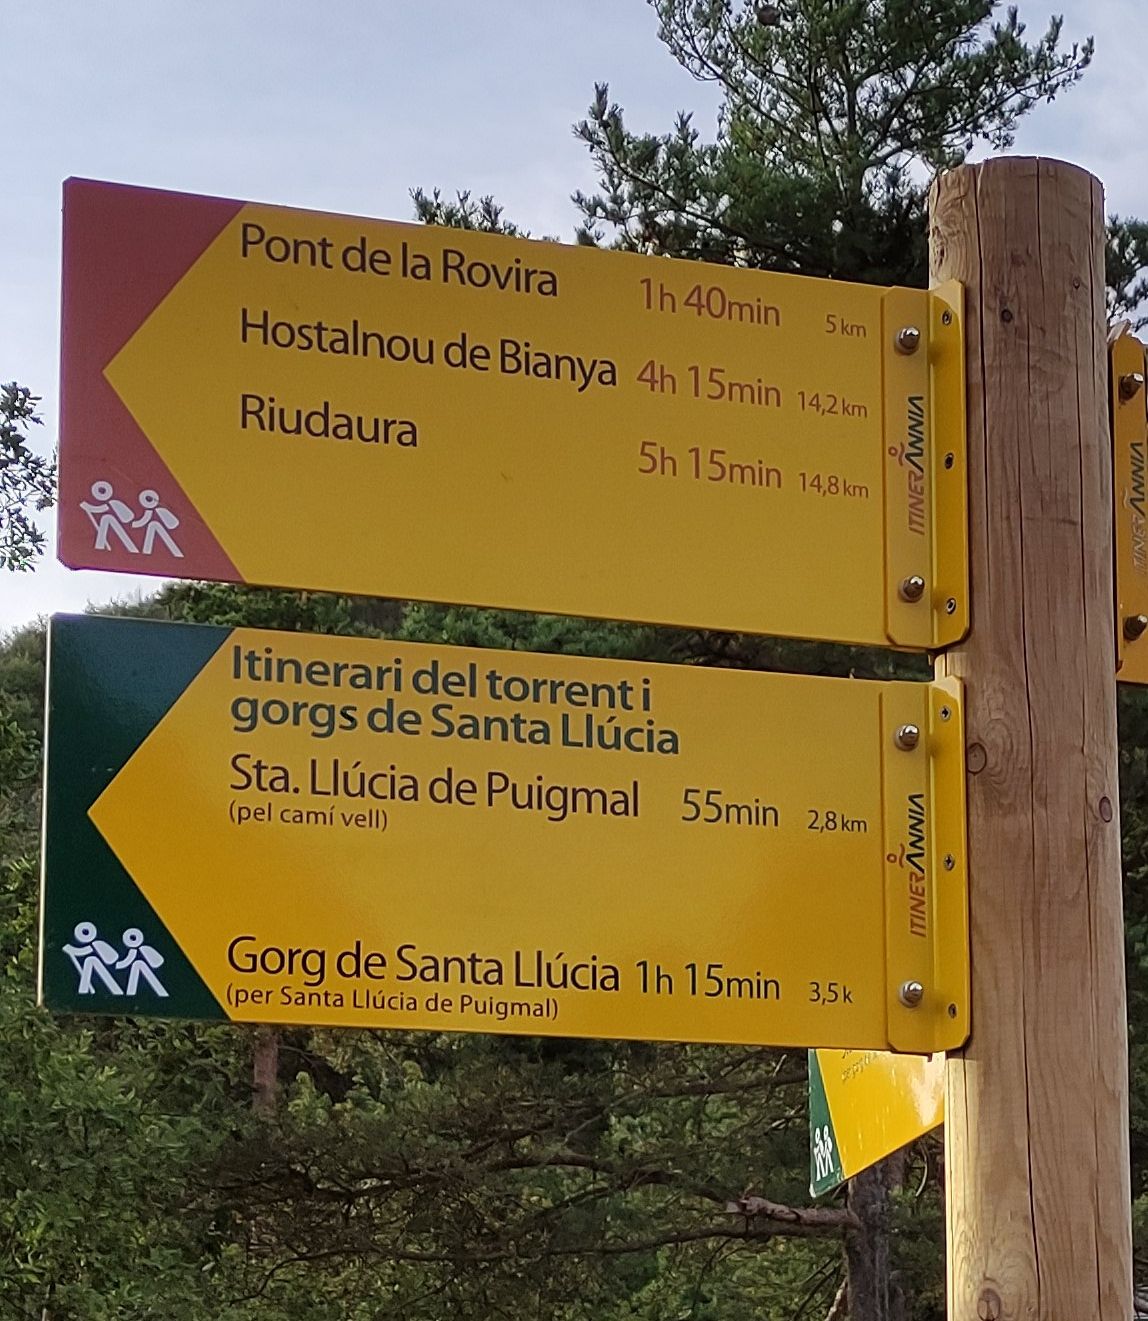 Pont de la Rovira 1h 40min 5 km
Hostalnou de Bianya 4h 15min 14,2 km
Riudaura 5h 15min 14,8 km
ITINERÀNNIA
Itinerari del torrent i
gorgs de Santa Llúcia
Sta. Llúcia de Puigmal 55min 2,8 km
(pel camí vell)
Gorg de Santa Llúcia 1h 15min 3,5 k
(per Santa Llúcia de Puigmal)
ITINERÀNNIA
ITINERÀNNIA